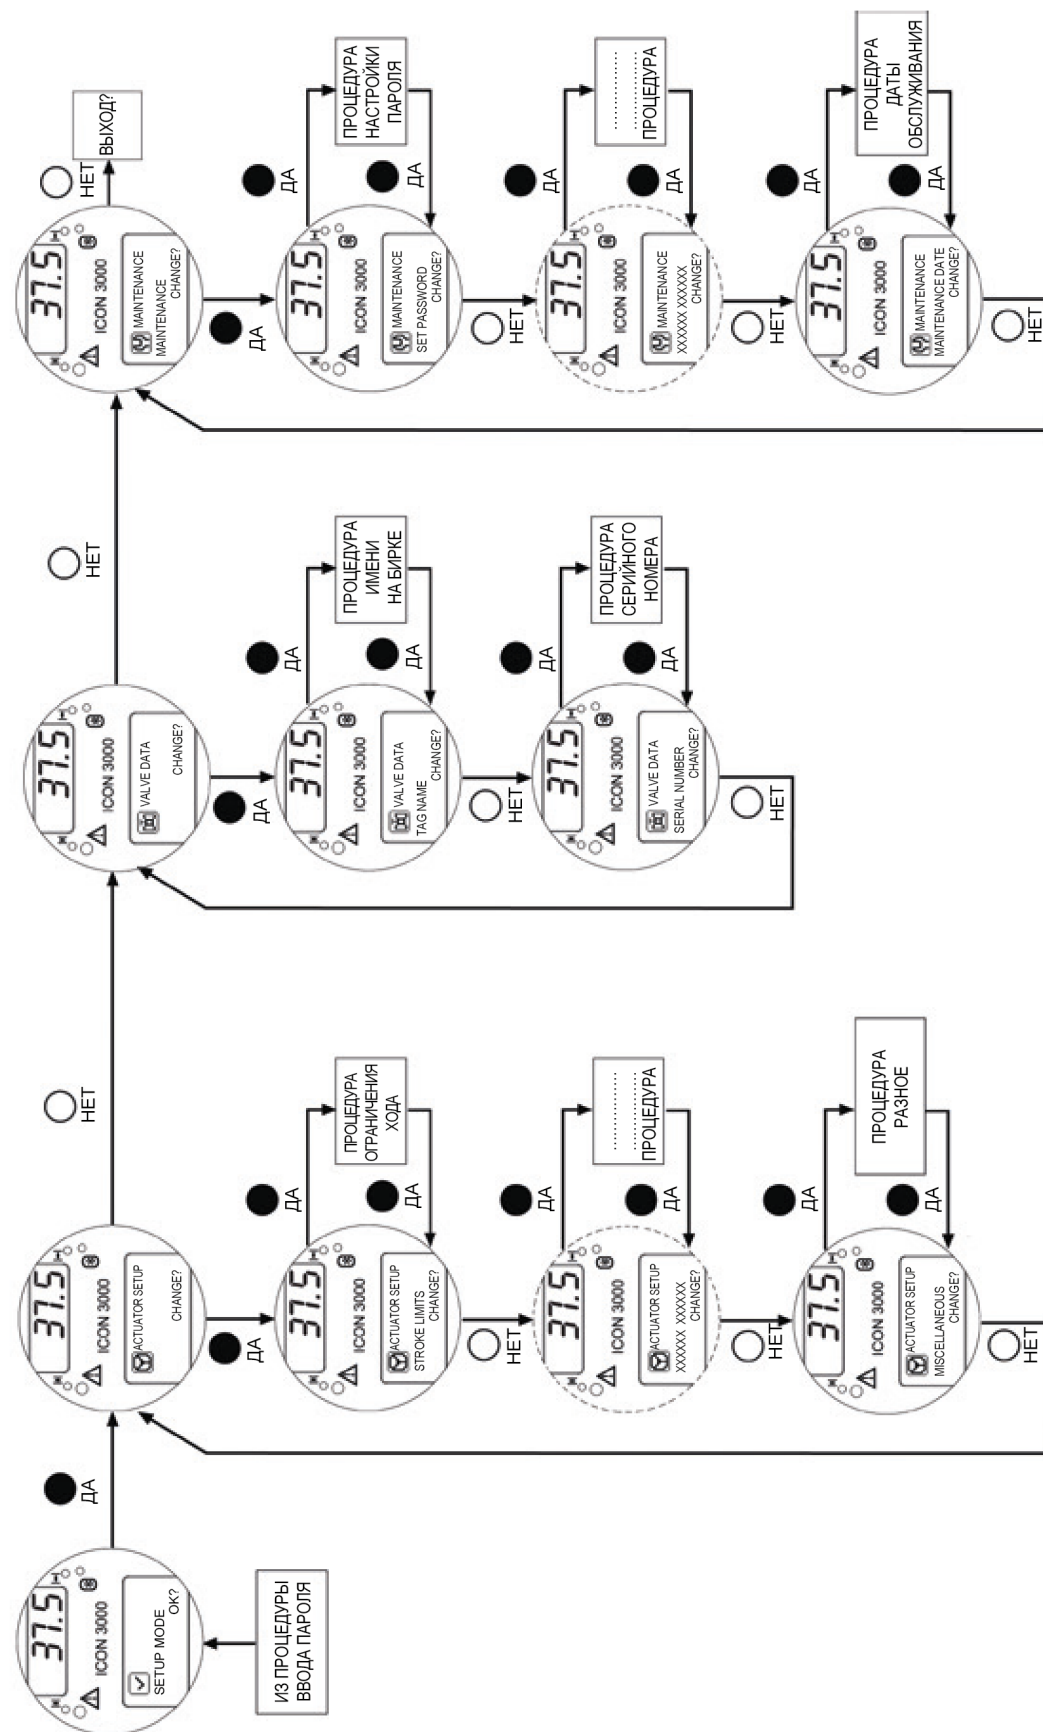 37.5
ICON 3000
SETUP MODE
OK?
ИЗ ПРОЦЕДУРЫ
ВВОДА ПАРОЛЯ
ДА
37.5
ICON 3000
ACTUATOR SETUP
CHANGE?
ДА
37.5
ICON 3000
ACTUATOR SETUP
STROKE LIMITS
CHANGE?
ДА
ПРОЦЕДУРА
ОГРАНИЧЕНИЯ
ХОДА
ДА
НЕТ
37.5
ICON 3000
ACTUATOR SETUP
XXXXXX XXXXXX
CHANGE?
ДА
....................
....................
ПРОЦЕДУРА
ДА
НЕТ
37.5
ICON 3000
ACTUATOR SETUP
MISCELLANEOUS
CHANGE?
ДА
ПРОЦЕДУРА
РАЗНОЕ
ДА
НЕТ
НЕТ
37.5
ICON 3000
VALVE DATA
CHANGE?
ДА
37.5
ICON 3000
VALVE DATA
TAG NAME
CHANGE?
ДА
ПРОЦЕДУРА
ИМЕНИ
НА БИРКЕ
ДА
НЕТ
37.5
ICON 3000
VALVE DATA
SERIAL NUMBER
CHANGE?
ДА
ПРОЦЕДУРА
СЕРИЙНОГО
НОМЕРА
ДА
НЕТ
НЕТ
37.5
ICON 3000
MAINTENANCE
MAINTENANCE
CHANGE?
НЕТ
ВЫХОД?
ДА
37.5
ICON 3000
MAINTENANCE
SET PASSWORD
CHANGE?
ДА
ПРОЦЕДУРА
НАСТРОЙКИ
ПАРОЛЯ
ДА
НЕТ
37.5
ICON 3000
MAINTENANCE
XXXXXX XXXXXX
CHANGE?
ДА
....................
....................
ПРОЦЕДУРА
ДА
НЕТ
37.5
ICON 3000
MAINTENANCE
MAINTENANCE DATE
CHANGE?
ДА
ПРОЦЕДУРА
ДАТЫ
ОБСЛУЖИВАНИЯ
ДА
НЕТ